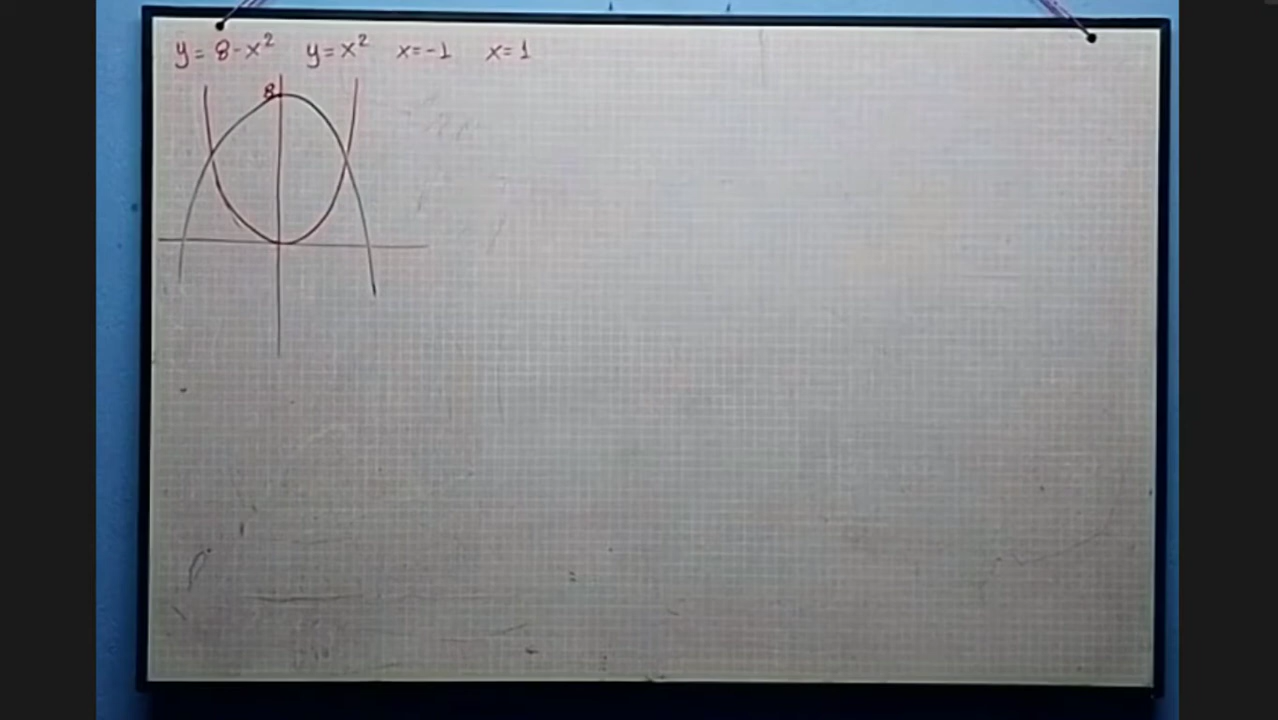 y = 8-x² y = x² x=-1 x=1
8